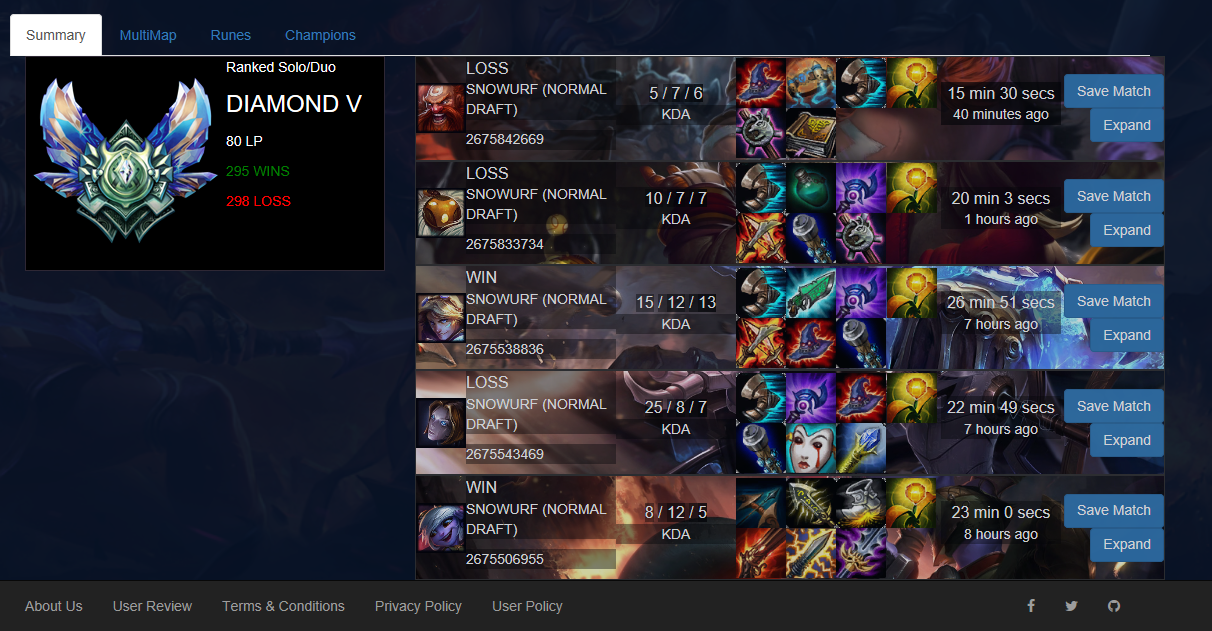 Summary
MultiMap
Runes
Champions
Ranked Solo/Duo
DIAMOND V
80 LP
295 WINS
298 LOSS
LOSS
SNOWURF (NORMAL
DRAFT)
2675842669
5 / 7 / 6
KDA
15 min 30 secs
40 minutes ago
Save Match
Expand
LOSS
SNOWURF (NORMAL
DRAFT)
2675833734
10 / 7 / 7
KDA
20 min 3 secs
1 hours ago
Save Match
Expand
WIN
SNOWURF (NORMAL
DRAFT)
2675538836
15 / 12 / 13
KDA
26 min 51 secs
7 hours ago
Save Match
Expand
LOSS
SNOWURF (NORMAL
DRAFT)
2675543469
25 / 8 / 7
KDA
22 min 49 secs
7 hours ago
Save Match
Expand
WIN
SNOWURF (NORMAL
DRAFT)
2675506955
8 / 12 / 5
KDA
23 min 0 secs
8 hours ago
Save Match
Expand
About Us
User Review
Terms & Conditions
Privacy Policy
User Policy